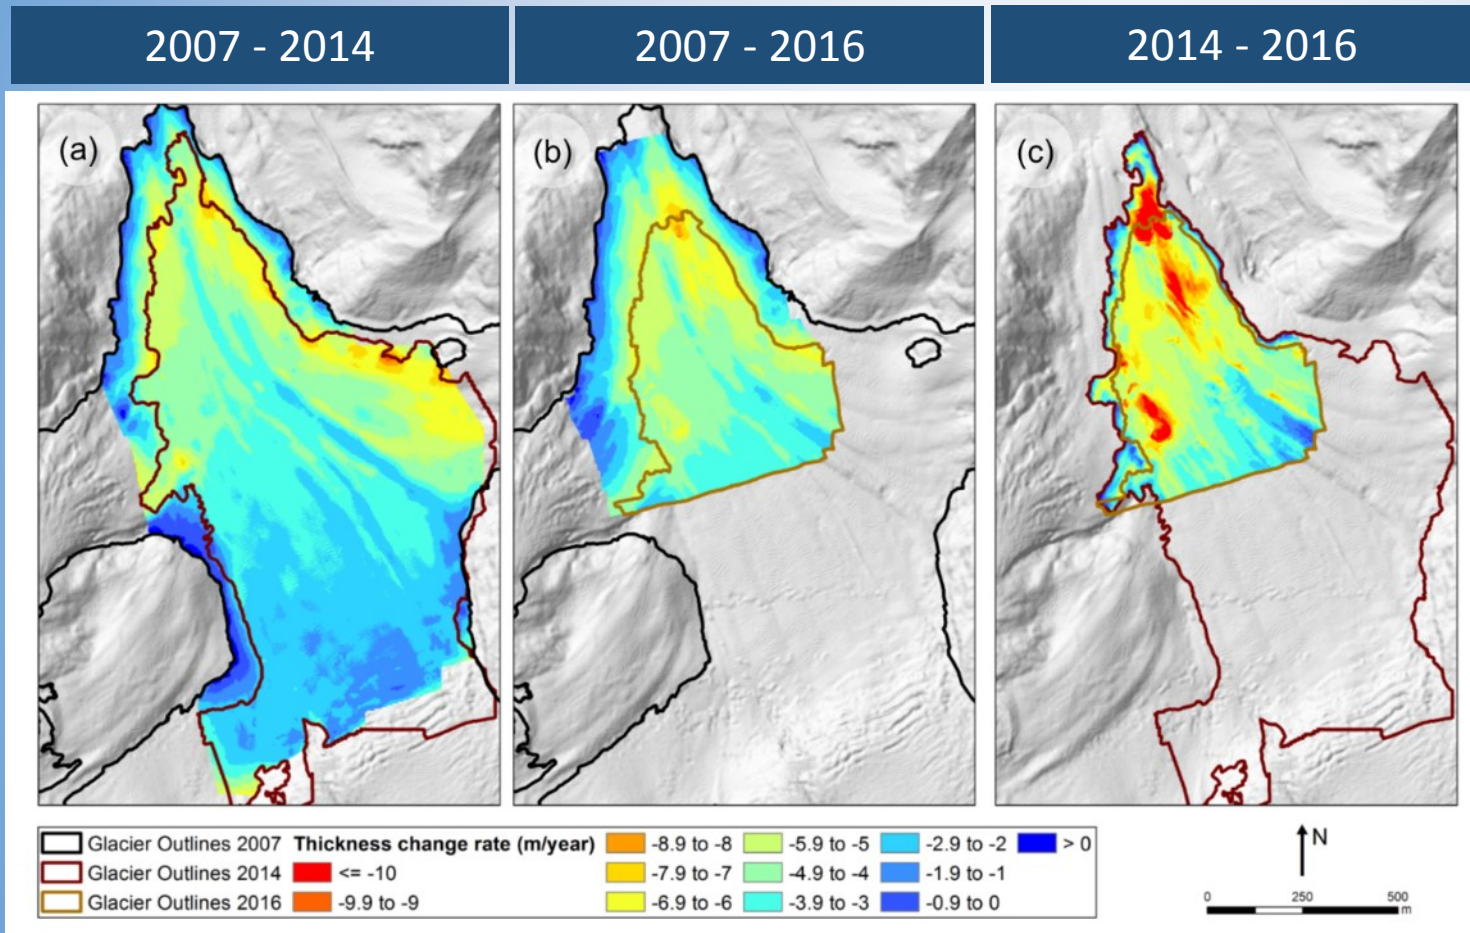 2007 - 2014
2007 - 2016
2014 - 2016
(a)
(b)
(c)
Glacier Outlines 2007
Glacier Outlines 2014
Glacier Outlines 2016
Thickness change rate (m/year)
<= -10
-9.9 to -9
-8.9 to -8
-7.9 to -7
-6.9 to -6
-5.9 to -5
-4.9 to -4
-3.9 to -3
-2.9 to -2
-1.9 to -1
-0.9 to 0
> 0
N
0 250 500
m